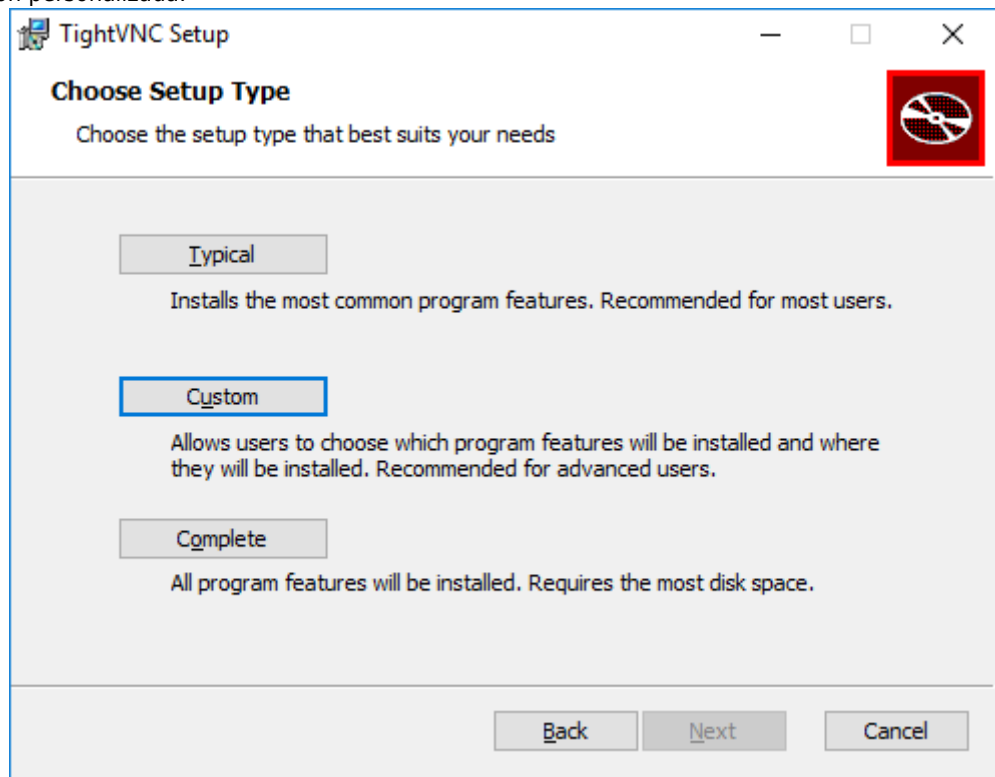 ón personalizada.
TightVNC Setup
Choose Setup Type
Choose the setup type that best suits your needs
Typical
Installs the most common program features. Recommended for most users.
Custom
Allows users to choose which program features will be installed and where
they will be installed. Recommended for advanced users.
Complete
All program features will be installed. Requires the most disk space.
Back Next Cancel